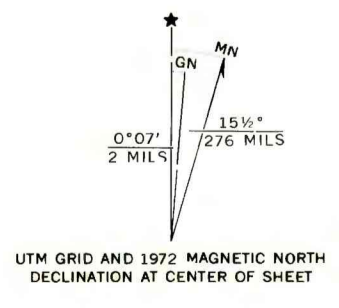 ★
GN
MN
0°07'
2 MILS
15½°
276 MILS
UTM GRID AND 1972 MAGNETIC NORTH
DECLINATION AT CENTER OF SHEET